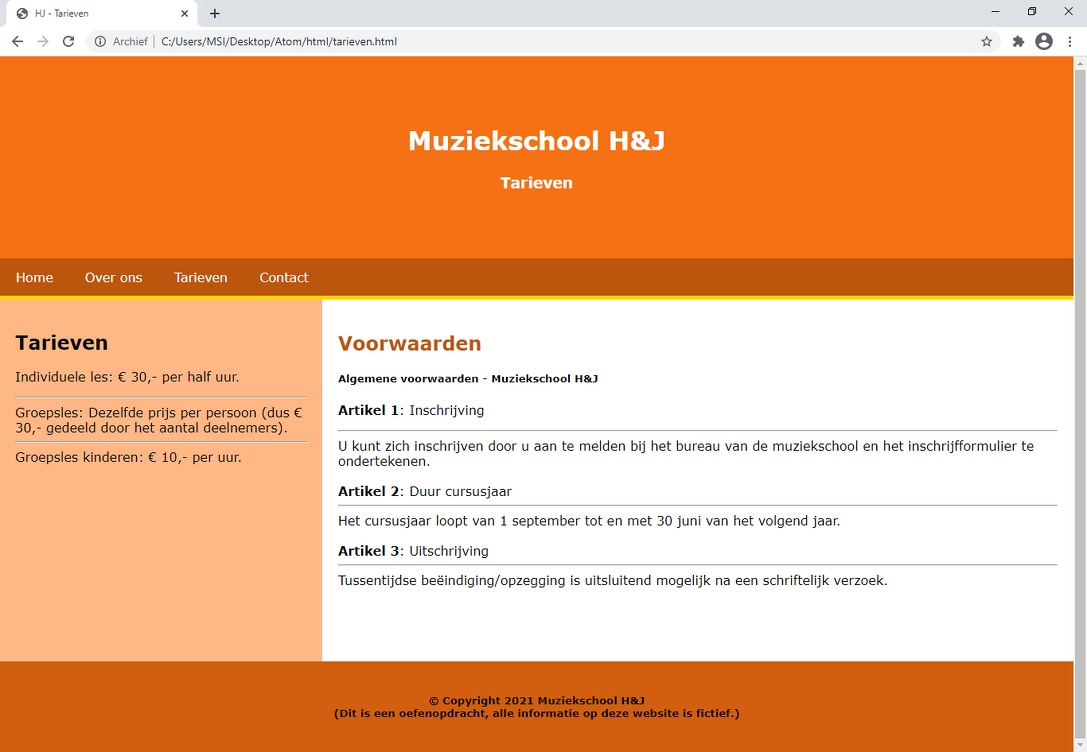 HJ - Tarieven
Archief | C:/Users/MSI/Desktop/Atom/html/tarieven.html
Muziekschool H&J
Tarieven
Home Over ons Tarieven Contact
Tarieven
Individuele les: € 30,- per half uur.
Groepsles: Dezelfde prijs per persoon (dus €
30,- gedeeld door het aantal deelnemers).
Groepsles kinderen: € 10,- per uur.
Voorwaarden
Algemene voorwaarden - Muziekschool H&J
Artikel 1: Inschrijving
U kunt zich inschrijven door u aan te melden bij het bureau van de muziekschool en het inschrijfformulier te
ondertekenen.
Artikel 2: Duur cursusjaar
Het cursusjaar loopt van 1 september tot en met 30 juni van het volgend jaar.
Artikel 3: Uitschrijving
Tussentijdse beëindiging/opzegging is uitsluitend mogelijk na een schriftelijk verzoek.
© Copyright 2021 Muziekschool H&J
(Dit is een oefenopdracht, alle informatie op deze website is fictief.)